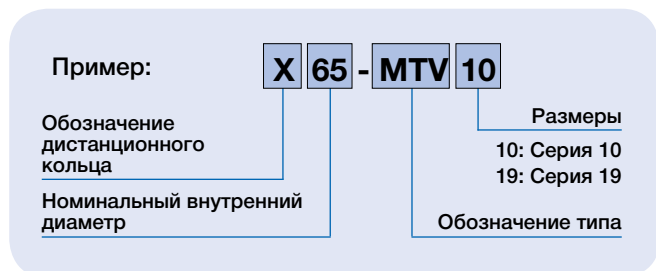 Пример: X 65 - MTV 10
Обозначение
дистанционного
кольца
Номинальный внутренний
диаметр
Размеры
10: Серия 10
19: Серия 19
Обозначение типа